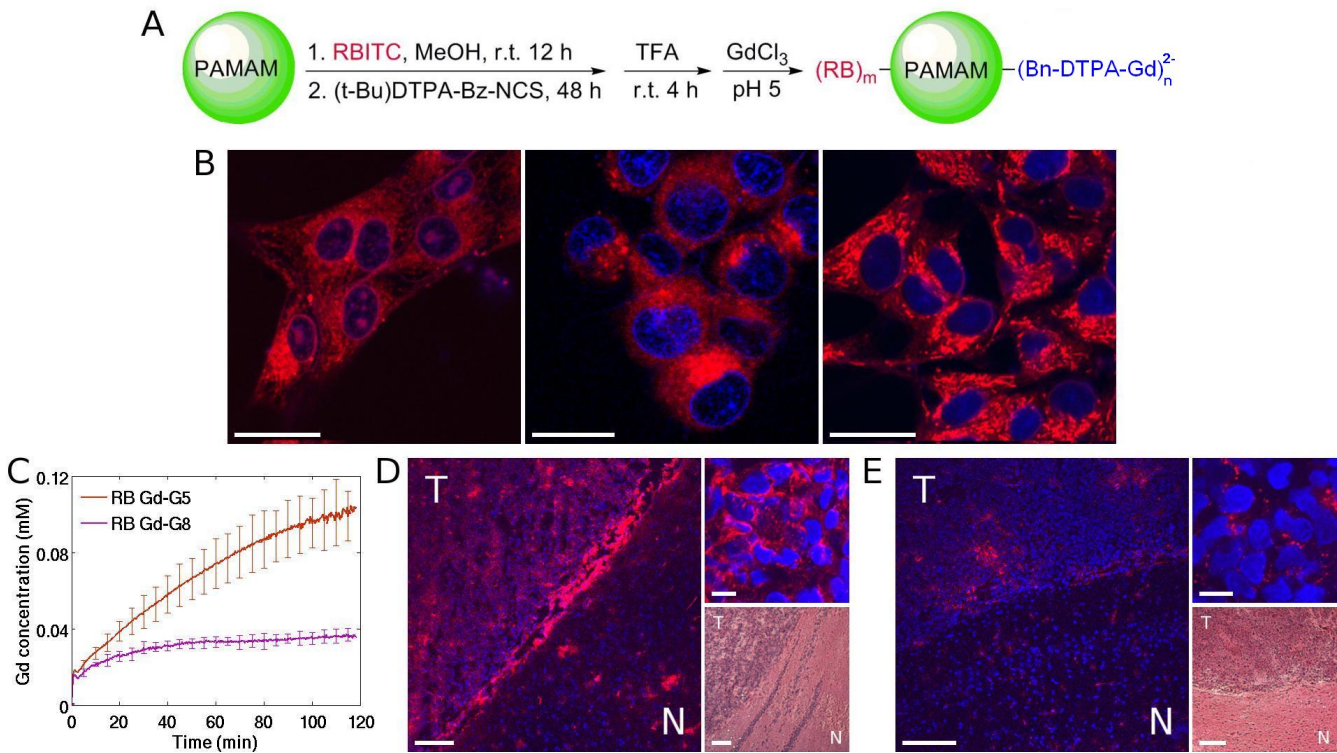 A
PAMAM
1. RBITC, MeOH, r.t. 12 h
2. (t-Bu)DTPA-Bz-NCS, 48 h
TFA
r.t. 4 h
GdCl3
pH 5
(RB)m
PAMAM
(Bn-DTPA-Gd)n2-
B
C
0.12
0.08
0.04
0
Gd concentration (mM)
RB Gd-G5
RB Gd-G8
0 20 40 60 80 100 120
Time (min)
D
T
N
T
N
E
T
N
T
N